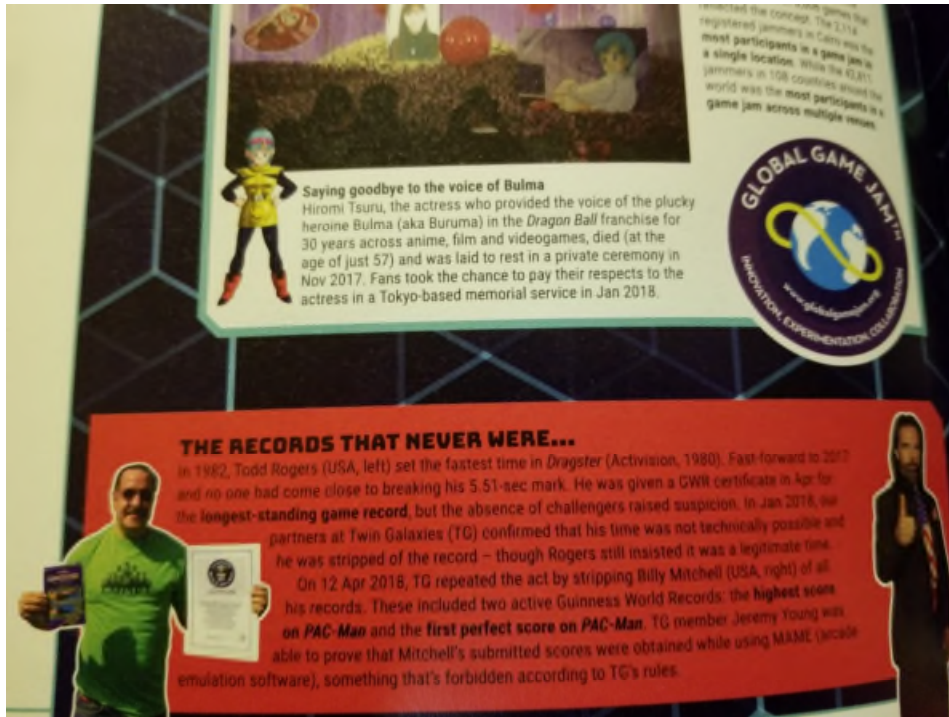 reflected the concept. The 2,114
registered jammers in Cairo was the
most participants in a game jam in
a single location. While the 43,811
jammers in 108 countries around the
world was the most participants in a
game jam across multiple venues.
Saying goodbye to the voice of Bulma
Hiromi Tsuru, the actress who provided the voice of the plucky
heroine Bulma (aka Buruma) in the Dragon Ball franchise for
30 years across anime, film and videogames, died (at the
age of just 57) and was laid to rest in a private ceremony in
Nov 2017. Fans took the chance to pay their respects to the
actress in a Tokyo-based memorial service in Jan 2018.
GLOBAL GAME JAM™
www.globalgamejam.org
INNOVATION, EXPERIMENTATION, COLLABORATION
THE RECORDS THAT NEVER WERE...
In 1982, Todd Rogers (USA, left) set the fastest time in Dragster (Activision, 1980). Fast-forward to 2017
and no one had come close to breaking his 5.51-sec mark. He was given a GWR certificate in Apr for
the longest-standing game record, but the absence of challengers raised suspicion. In Jan 2018, our
partners at Twin Galaxies (TG) confirmed that his time was not technically possible and
he was stripped of the record – though Rogers still insisted it was a legitimate time.
On 12 Apr 2018, TG repeated the act by stripping Billy Mitchell (USA, right) of all
his records. These included two active Guinness World Records: the highest score
on PAC-Man and the first perfect score on PAC-Man. TG member Jeremy Young was
able to prove that Mitchell's submitted scores were obtained while using MAME (arcade
emulation software), something that's forbidden according to TG's rules.